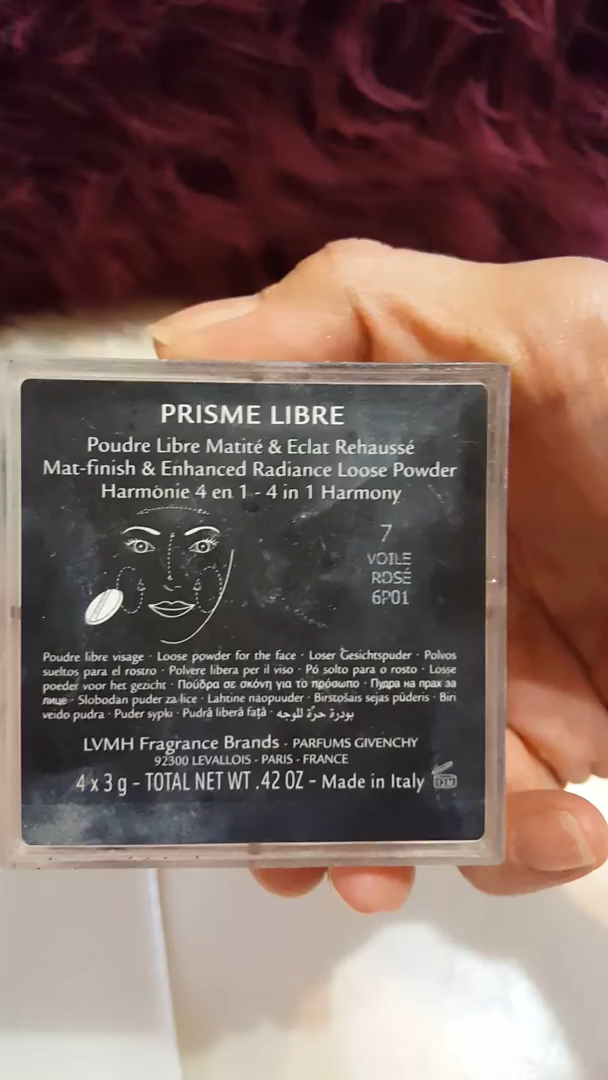 PRISME LIBRE
Poudre Libre Matité & Eclat Rehaussé
Mat-finish & Enhanced Radiance Loose Powder
Harmonie 4 en 1 - 4 in 1 Harmony
7
VOILE
ROSÉ
6P01
Poudre libre visage · Loose powder for the face · Loser Gesichtspuder · Polvos
sueltos para el rostro · Polvere libera per il viso · Pó solto para o rosto · Losse
poeder voor het gezicht · Πούδρα σε σκόνη για το πρόσωπο · Пудра на прах за
лице · Slobodan puder za lice · Lahtine näopuuder · Birstošais sejas pūderis · Biri
veido pudra · Puder sypki · Pudră liberă față · بودرة حرّة للوجه
LVMH Fragrance Brands - PARFUMS GIVENCHY
92300 LEVALLOIS - PARIS - FRANCE
4 x 3 g - TOTAL NET WT .42 OZ - Made in Italy
12M